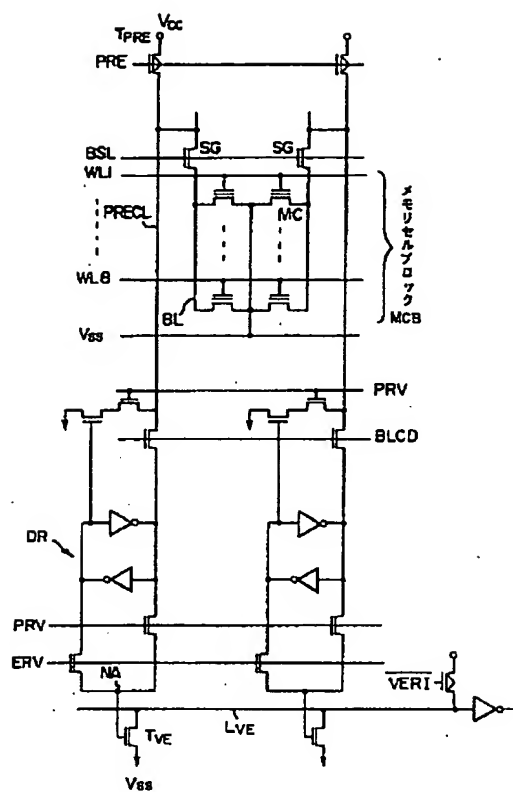 VCC
TPRE
PRE
BSL
SG
SG
WL1
MC
PRECL
WL8
BL
VSS
メモリセルブロック
MCB
PRV
BLCD
DR
PRV
ERV
NA
VERI
LVE
TVE
VSS